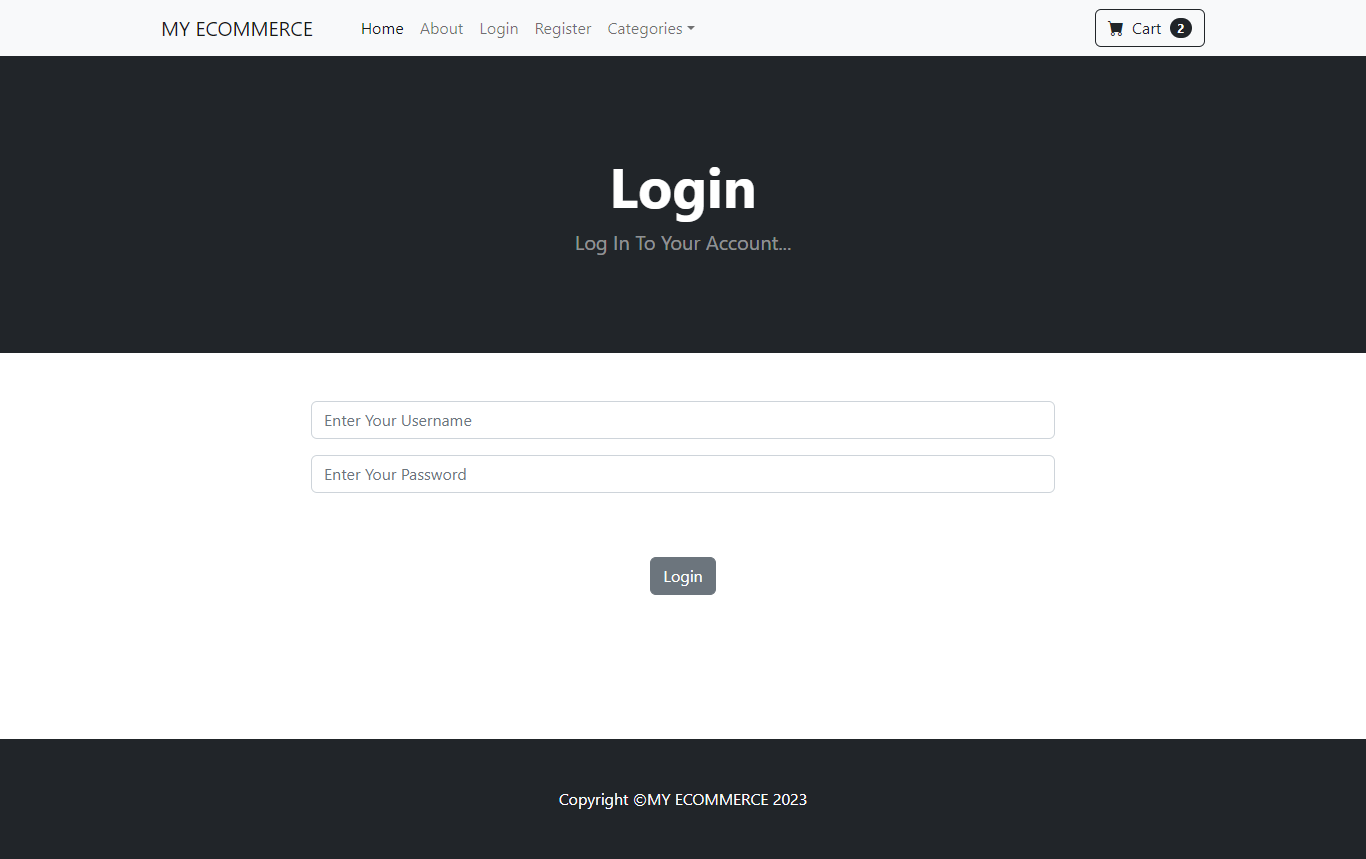 MY ECOMMERCE Home About Login Register Categories Cart 2
Login
Log In To Your Account...
Enter Your Username
Enter Your Password
Login
Copyright ©MY ECOMMERCE 2023